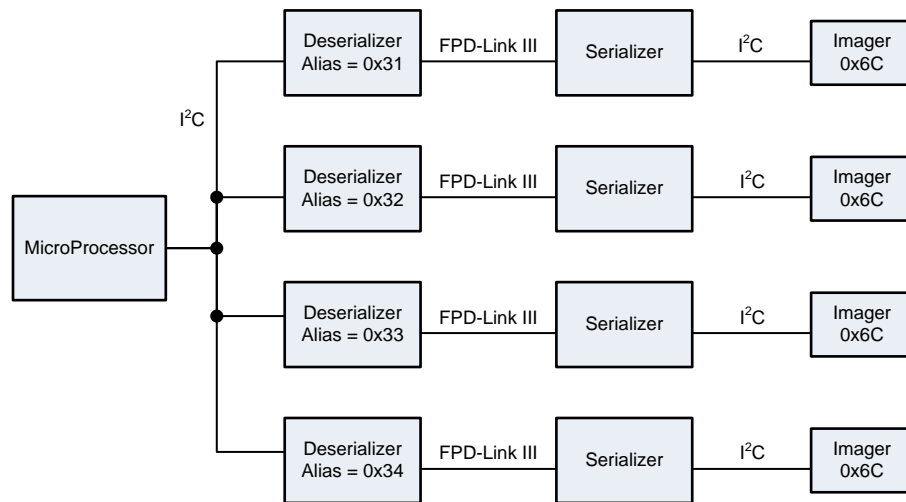 Deserializer
Alias = 0x31
FPD-Link III
Serializer
I²C
Imager
0x6C
I²C
Deserializer
Alias = 0x32
FPD-Link III
Serializer
I²C
Imager
0x6C
MicroProcessor
Deserializer
Alias = 0x33
FPD-Link III
Serializer
I²C
Imager
0x6C
Deserializer
Alias = 0x34
FPD-Link III
Serializer
I²C
Imager
0x6C